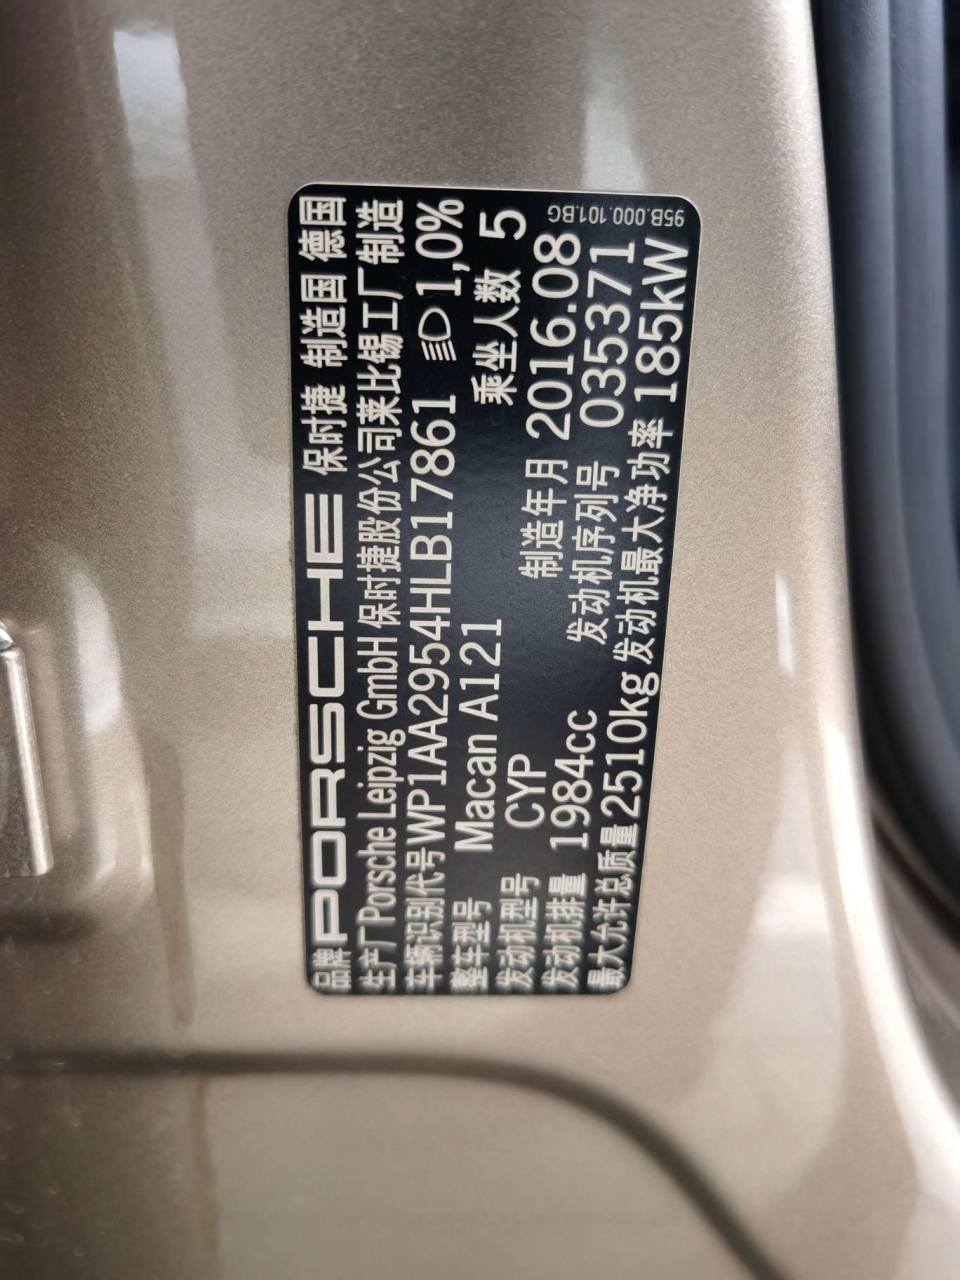 品牌 PORSCHE 保时捷 制造国 德国
生产厂 Porsche Leipzig GmbH 保时捷股份公司莱比锡工厂制造
车辆识别代号 WP1AA2954HLB17861 1,0%
整车型号 Macan A121 乘坐人数 5
发动机型号 CYP 制造年月 2016.08
发动机排量 1984cc 发动机序列号 035371
最大允许总质量 2510kg 发动机最大净功率 185kW
95B.000.101.BG